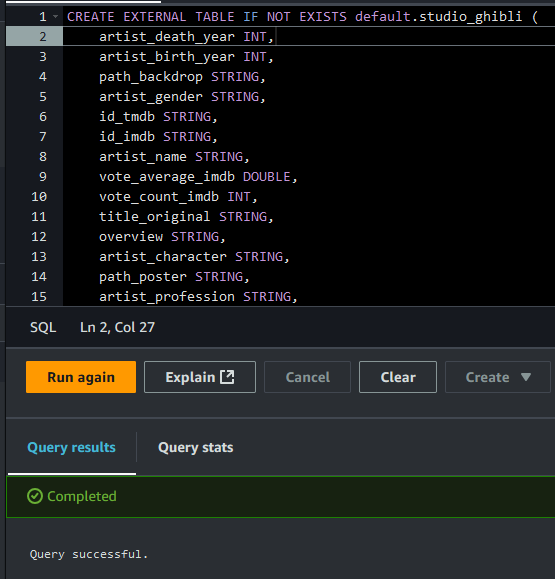 1 CREATE EXTERNAL TABLE IF NOT EXISTS default.studio_ghibli (
2 artist_death_year INT,
3 artist_birth_year INT,
4 path_backdrop STRING,
5 artist_gender STRING,
6 id_tmdb STRING,
7 id_imdb STRING,
8 artist_name STRING,
9 vote_average_imdb DOUBLE,
10 vote_count_imdb INT,
11 title_original STRING,
12 overview STRING,
13 artist_character STRING,
14 path_poster STRING,
15 artist_profession STRING,
SQL Ln 2, Col 27
Run again Explain Cancel Clear Create
Query results Query stats
Completed
Query successful.